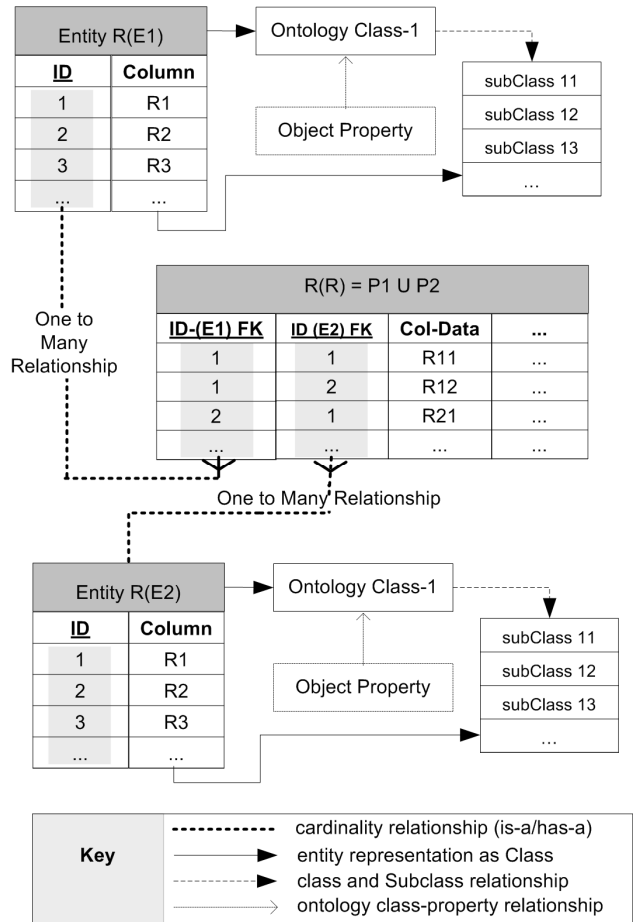 Entity R(E1)
ID Column
1 R1
2 R2
3 R3
... ...
Ontology Class-1
Object Property
subClass 11
subClass 12
subClass 13
...
One to
Many
Relationship
R(R) = P1 U P2
ID-(E1) FK ID (E2) FK Col-Data ...
1 1 R11 ...
1 2 R12 ...
2 1 R21 ...
... ... ... ...
One to Many Relationship
Entity R(E2)
ID Column
1 R1
2 R2
3 R3
... ...
Ontology Class-1
Object Property
subClass 11
subClass 12
subClass 13
...
Key
cardinality relationship (is-a/has-a)
entity representation as Class
class and Subclass relationship
ontology class-property relationship